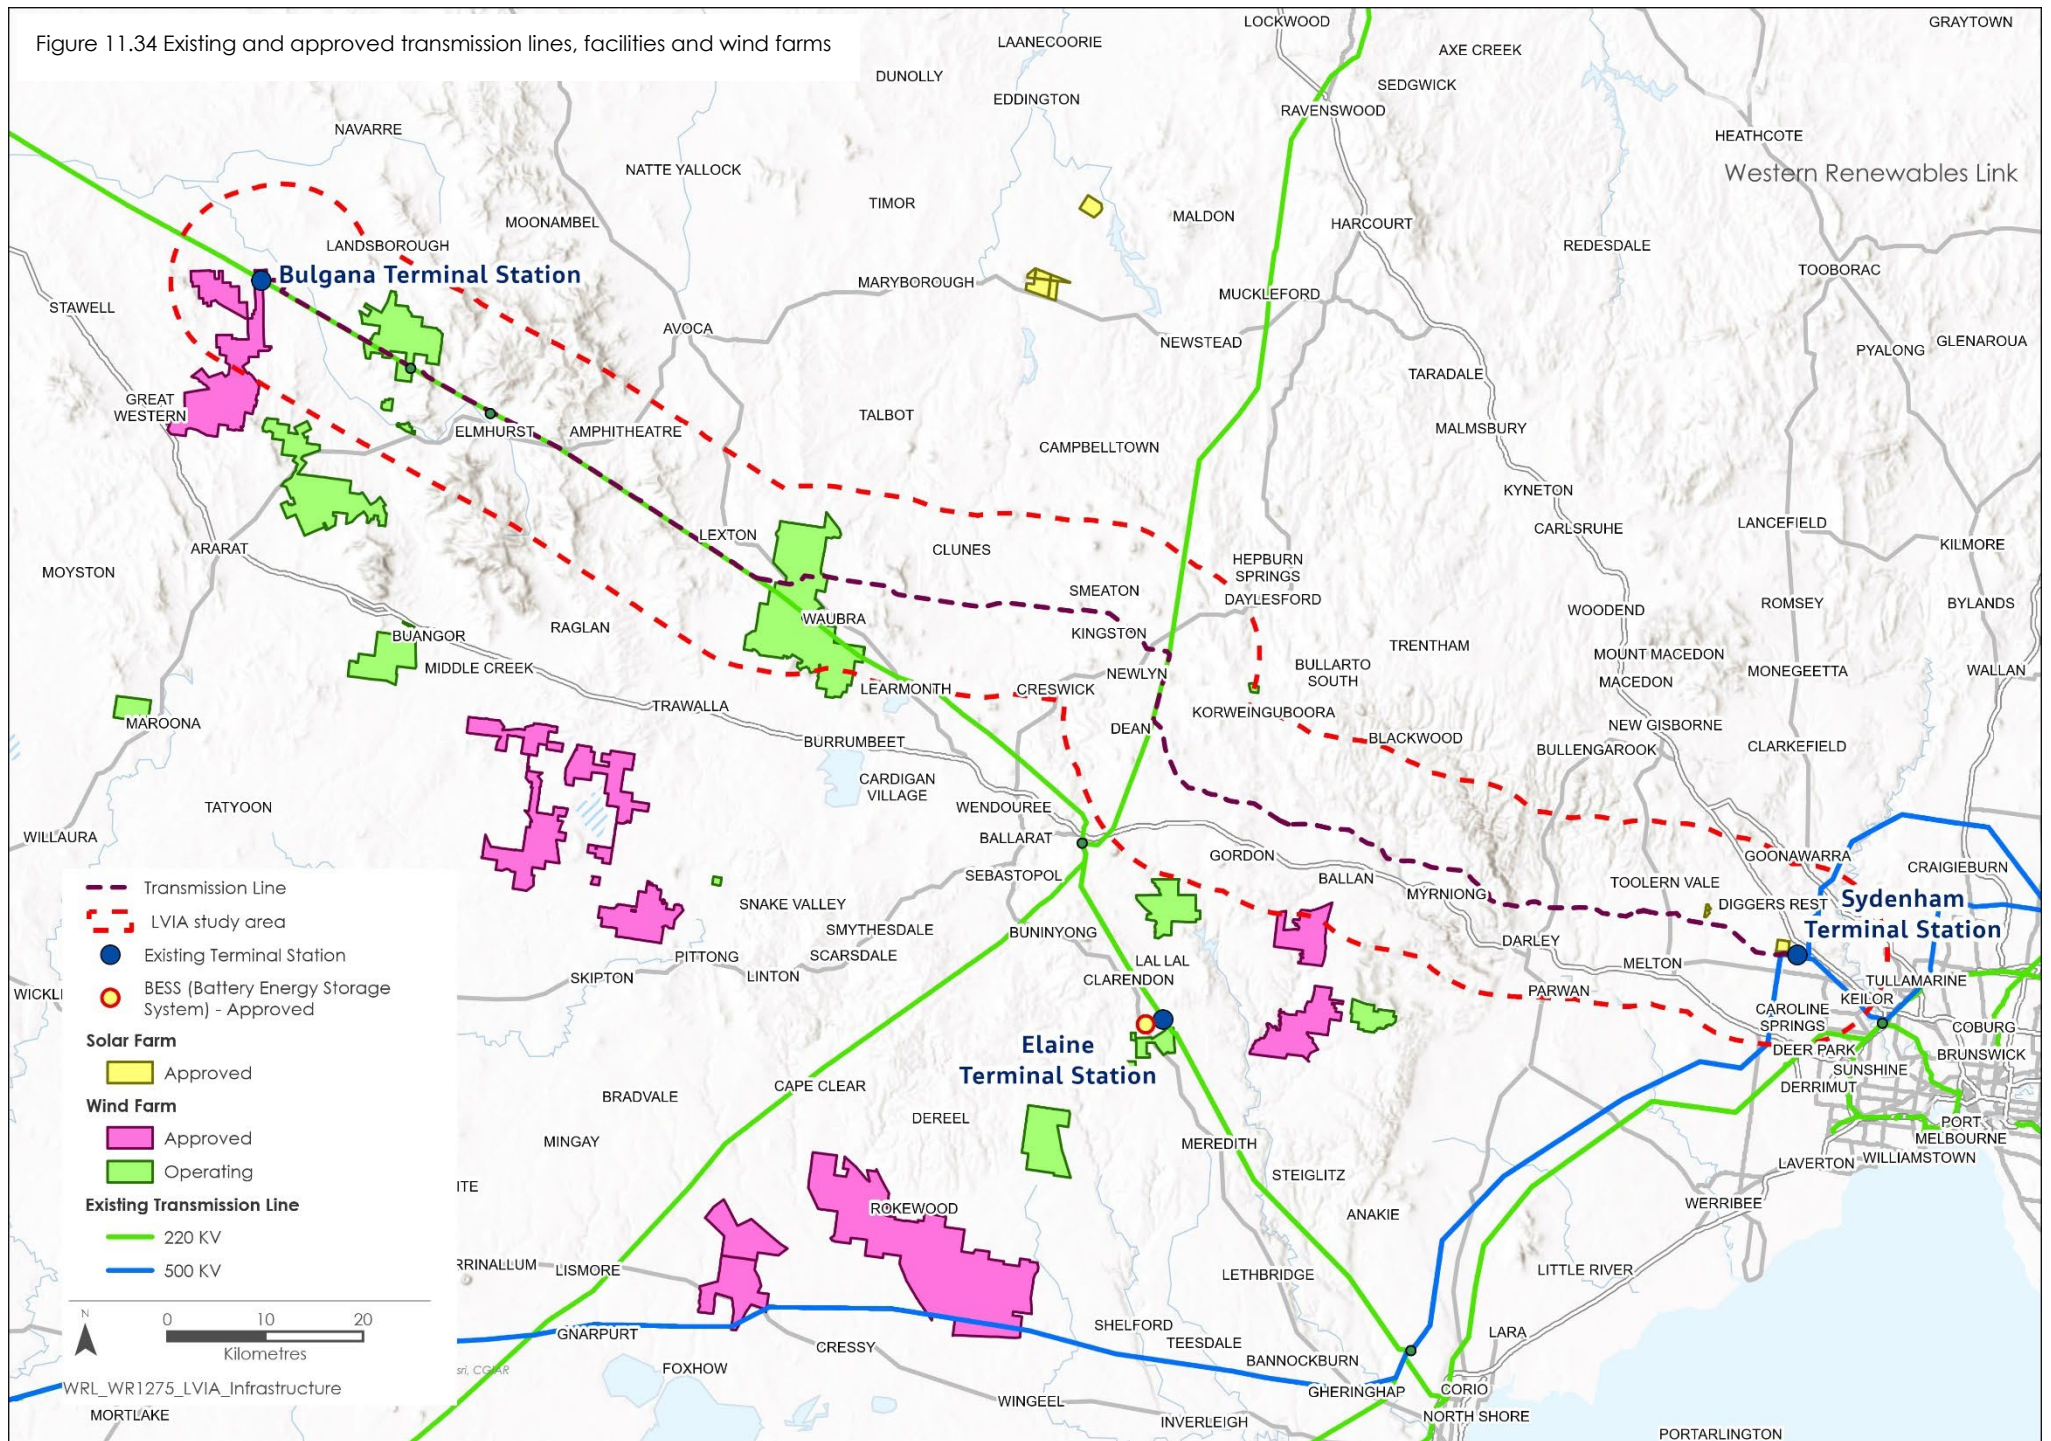 Figure 11.34 Existing and approved transmission lines, facilities and wind farms
LOCKWOOD
GRAYTOWN
LAANECOORIE
AXE CREEK
DUNOLLY
SEDGWICK
EDDINGTON
RAVENSWOOD
NAVARRE
HEATHCOTE
NATTE YALLOCK
Western Renewables Link
TIMOR
MOONAMBEL
MALDON
HARCOURT
LANDSBOROUGH
REDESDALE
Bulgana Terminal Station
TOOBORAC
MARYBOROUGH
MUCKLEFORD
STAWELL
AVOCA
NEWSTEAD
PYALONG
GLENAROUA
TARADALE
GREAT
WESTERN
TALBOT
MALMSBURY
ELMHURST
AMPHITHEATRE
CAMPBELLTOWN
KYNETON
LANCEFIELD
CARLSRUHE
LEXTON
CLUNES
KILMORE
ARARAT
HEPBURN
SPRINGS
MOYSTON
SMEATON
DAYLESFORD
WOODEND
ROMSEY
BYLANDS
WAUBRA
RAGLAN
BUANGOR
KINGSTON
TRENTHAM
MOUNT MACEDON
MIDDLE CREEK
NEWLYN
BULLARTO
SOUTH
MACEDON
MONEGEETTA
WALLAN
LEARMONTH
CRESWICK
TRAWALLA
KORWEINGUBOORA
MAROONA
DEAN
NEW GISBORNE
BLACKWOOD
BURRUMBEET
BULLENGAROOK
CLARKEFIELD
CARDIGAN
VILLAGE
TATYOON
WENDOUREE
WILLAURA
BALLARAT
GORDON
GOONAWARRA
CRAIGIEBURN
SEBASTOPOL
BALLAN
MYRNIONG
TOOLERN VALE
DIGGERS REST
Sydenham
Terminal Station
SNAKE VALLEY
SMYTHESDALE
BUNINYONG
DARLEY
PITTONG
SCARSDALE
LAL LAL
MELTON
SKIPTON
LINTON
CLARENDON
PARWAN
TULLAMARINE
KEILOR
WICKLI
CAROLINE
SPRINGS
COBURG
Elaine
Terminal Station
DEER PARK
BRUNSWICK
SUNSHINE
DERRIMUT
CAPE CLEAR
BRADVALE
DEREEL
PORT
MELBOURNE
MINGAY
MEREDITH
WILLIAMSTOWN
LAVERTON
STEIGLITZ
ITE
ROKEWOOD
ANAKIE
WERRIBEE
RRINALLUM
LISMORE
LETHBRIDGE
LITTLE RIVER
GNARPURT
SHELFORD
TEESDALE
LARA
CRESSY
FOXHOW
BANNOCKBURN
GHERINGHAP
CORIO
WINGEEL
NORTH SHORE
INVERLEIGH
MORTLAKE
PORTARLINGTON
Transmission Line
LVIA study area
Existing Terminal Station
BESS (Battery Energy Storage
System) - Approved
Solar Farm
Approved
Wind Farm
Approved
Operating
Existing Transmission Line
220 KV
500 KV
N
0 10 20
Kilometres
sri, CGIAR
WRL_WR1275_LVIA_Infrastructure